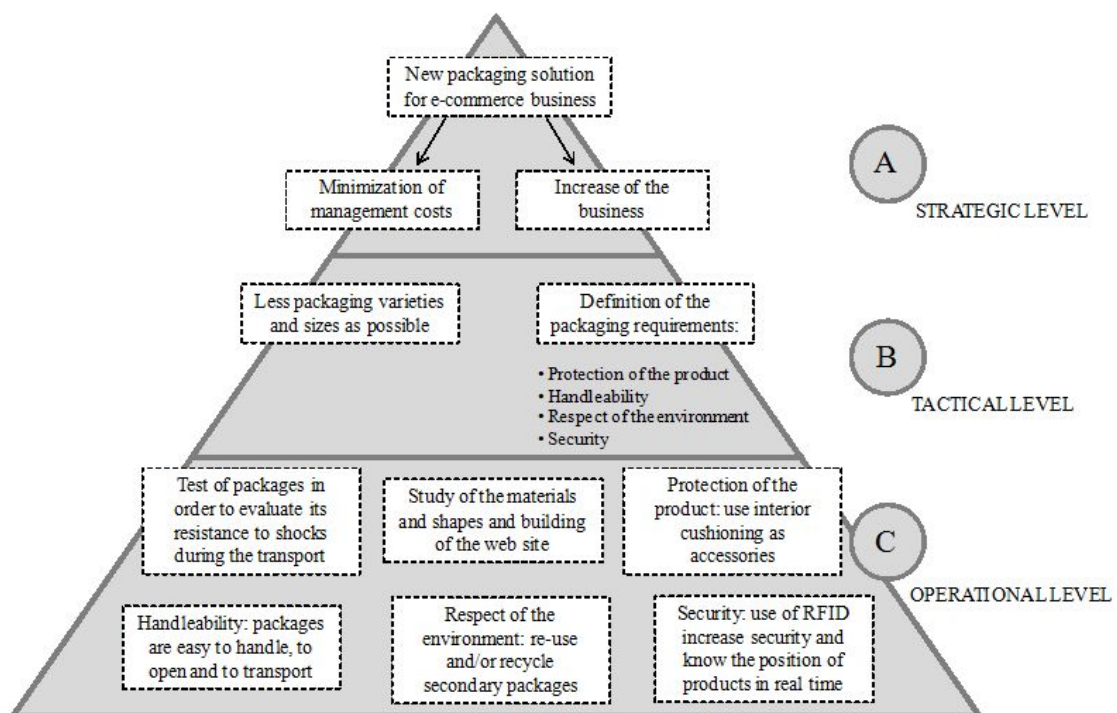 New packaging solution
for e-commerce business
Minimization of
management costs
Increase of the
business
A
STRATEGIC LEVEL
Less packaging varieties
and sizes as possible
Definition of the
packaging requirements:
• Protection of the product
• Handleability
• Respect of the environment
• Security
B
TACTICAL LEVEL
Test of packages in
order to evaluate its
resistance to shocks
during the transport
Study of the materials
and shapes and building
of the web site
Protection of the
product: use interior
cushioning as
accessories
C
OPERATIONAL LEVEL
Handleability: packages
are easy to handle, to
open and to transport
Respect of the
environment: re-use
and/or recycle
secondary packages
Security: use of RFID
increase security and
know the position of
products in real time